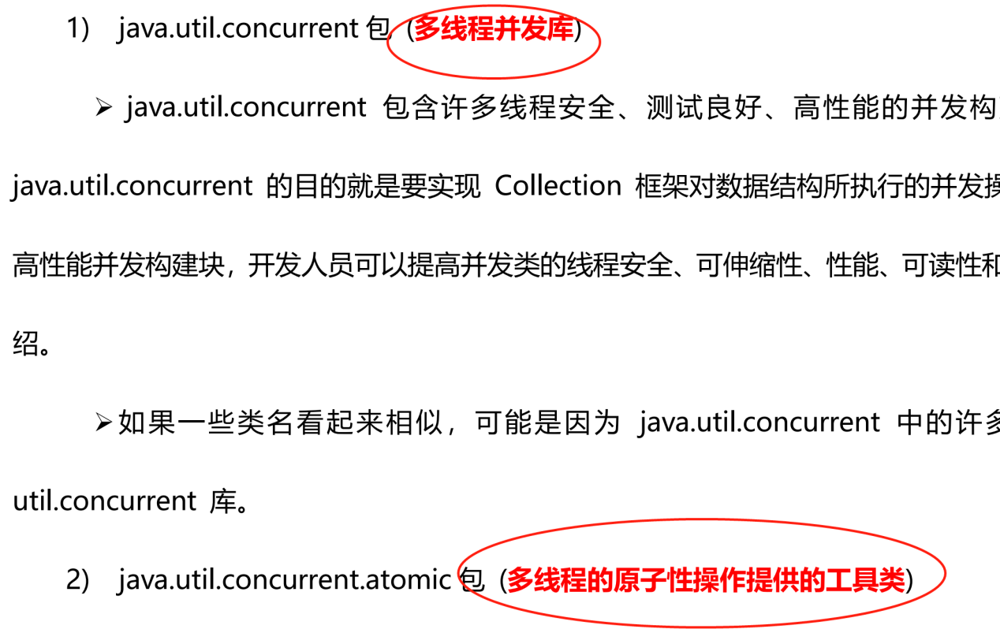 1) java.util.concurrent 包 (多线程并发库)
➢ java.util.concurrent 包含许多线程安全、测试良好、高性能的并发构
java.util.concurrent 的目的就是要实现 Collection 框架对数据结构所执行的并发操
高性能并发构建块，开发人员可以提高并发类的线程安全、可伸缩性、性能、可读性和
绍。
➢如果一些类名看起来相似，可能是因为 java.util.concurrent 中的许多
util.concurrent 库。
2) java.util.concurrent.atomic 包 (多线程的原子性操作提供的工具类)